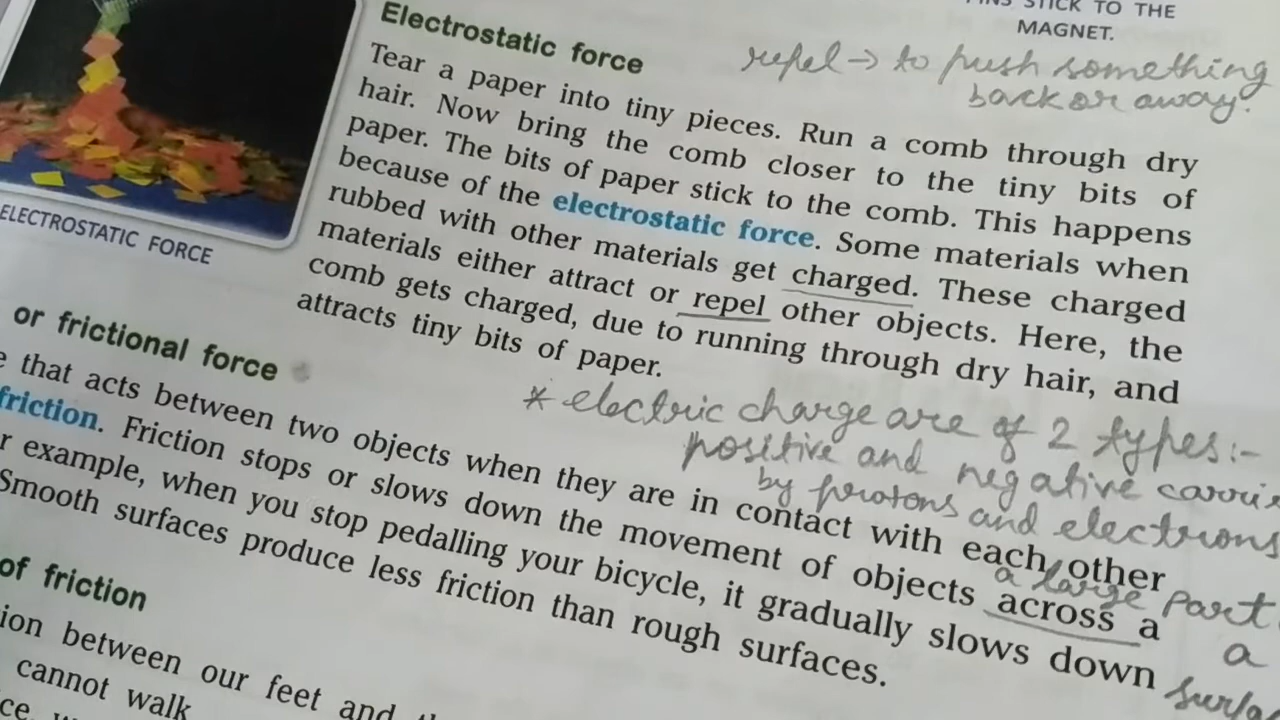 STICK TO THE
MAGNET.
repel → to push something
back or away.
Electrostatic force
Tear a paper into tiny pieces. Run a comb through dry
hair. Now bring the comb closer to the tiny bits of
paper. The bits of paper stick to the comb. This happens
because of the electrostatic force. Some materials when
rubbed with other materials get charged. These charged
materials either attract or repel other objects. Here, the
comb gets charged, due to running through dry hair, and
attracts tiny bits of paper.
ELECTROSTATIC FORCE
* electric charge are of 2 types:-
positive and negative
by protons and electrons
or frictional force
that acts between two objects when they are in contact with each other
friction. Friction stops or slows down the movement of objects across a
example, when you stop pedalling your bicycle, it gradually slows down
Smooth surfaces produce less friction than rough surfaces.
a large part
a
of friction
between our feet and
cannot walk